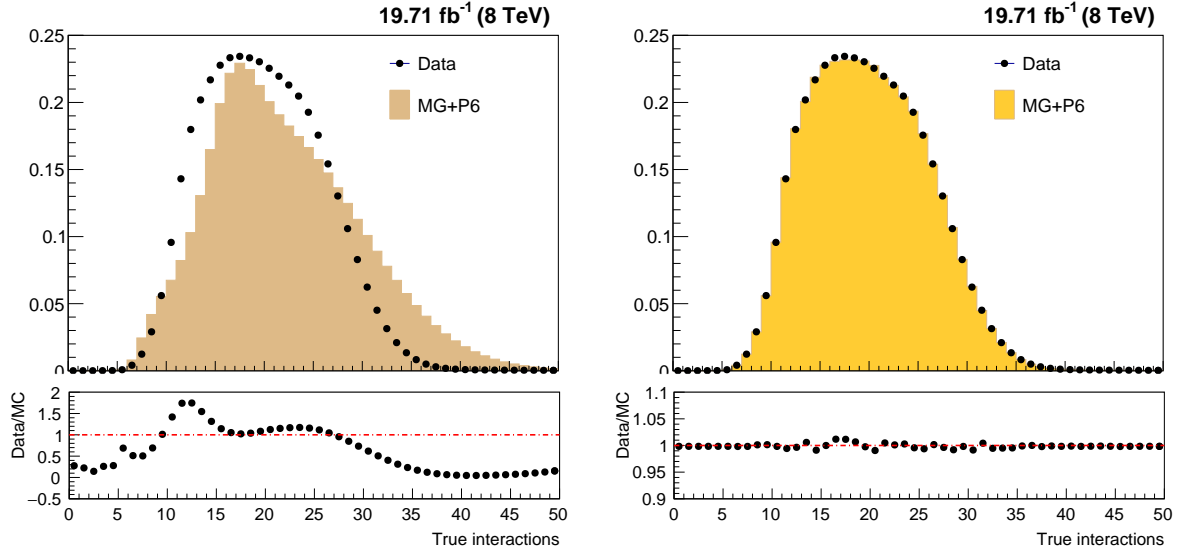 19.71 fb⁻¹ (8 TeV)
0.25
0.2
0.15
0.1
0.05
0
Data
MG+P6
Data/MC
2
1.5
1
0.5
0
−0.5
0 5 10 15 20 25 30 35 40 45 50
True interactions
19.71 fb⁻¹ (8 TeV)
0.25
0.2
0.15
0.1
0.05
0
Data
MG+P6
Data/MC
1.1
1.05
1
0.95
0.9
0 5 10 15 20 25 30 35 40 45 50
True interactions